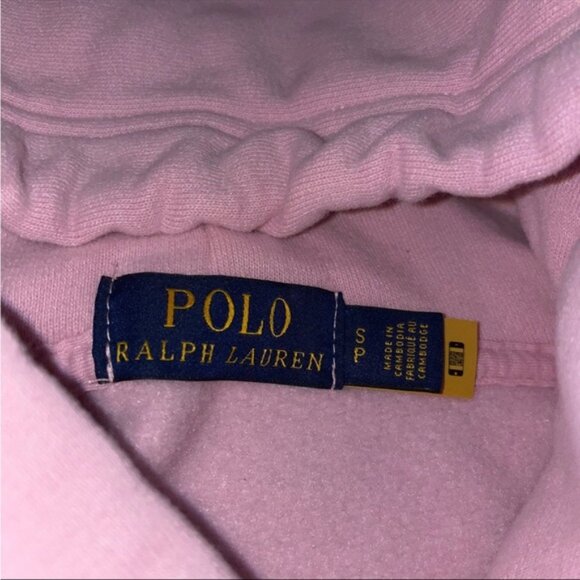 POLO
RALPH LAUREN
S
P
MADE IN
CAMBODIA
FABRIQUÉ AU
CAMBODGE